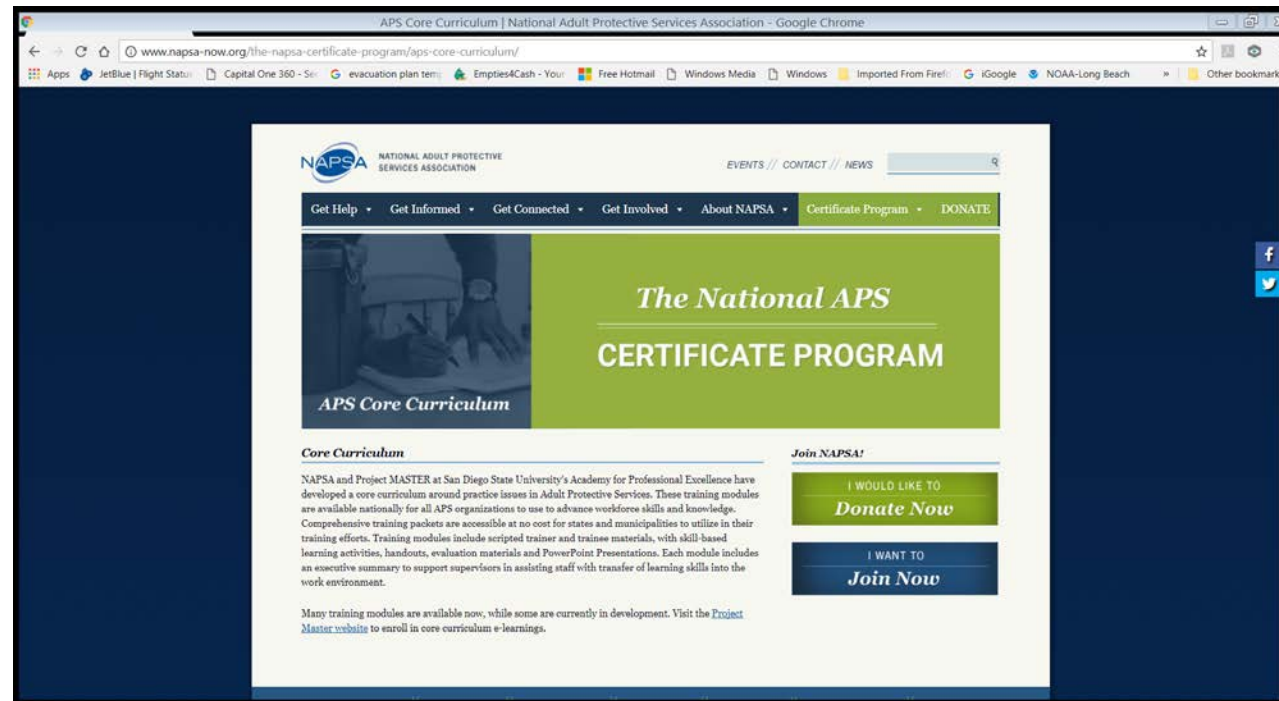 APS Core Curriculum | National Adult Protective Services Association - Google Chrome
www.napsa-now.org/the-napsa-certificate-program/aps-core-curriculum/
Apps JetBlue | Flight Statu Capital One 360 - Se evacuation plan tem Empties4Cash - Your Free Hotmail Windows Media Windows Imported From Firef iGoogle NOAA-Long Beach » Other bookmark
NAPSA NATIONAL ADULT PROTECTIVE
SERVICES ASSOCIATION
EVENTS // CONTACT // NEWS
Get Help Get Informed Get Connected Get Involved About NAPSA Certificate Program DONATE
The National APS
CERTIFICATE PROGRAM
APS Core Curriculum
Core Curriculum
NAPSA and Project MASTER at San Diego State University's Academy for Professional Excellence have
developed a core curriculum around practice issues in Adult Protective Services. These training modules
are available nationally for all APS organizations to use to advance workforce skills and knowledge.
Comprehensive training packets are accessible at no cost for states and municipalities to utilize in their
training efforts. Training modules include scripted trainer and trainee materials, with skill-based
learning activities, handouts, evaluation materials and PowerPoint Presentations. Each module includes
an executive summary to support supervisors in assisting staff with transfer of learning skills into the
work environment.
Many training modules are available now, while some are currently in development. Visit the Project
Master website to enroll in core curriculum e-learnings.
Join NAPSA!
I WOULD LIKE TO
Donate Now
I WANT TO
Join Now